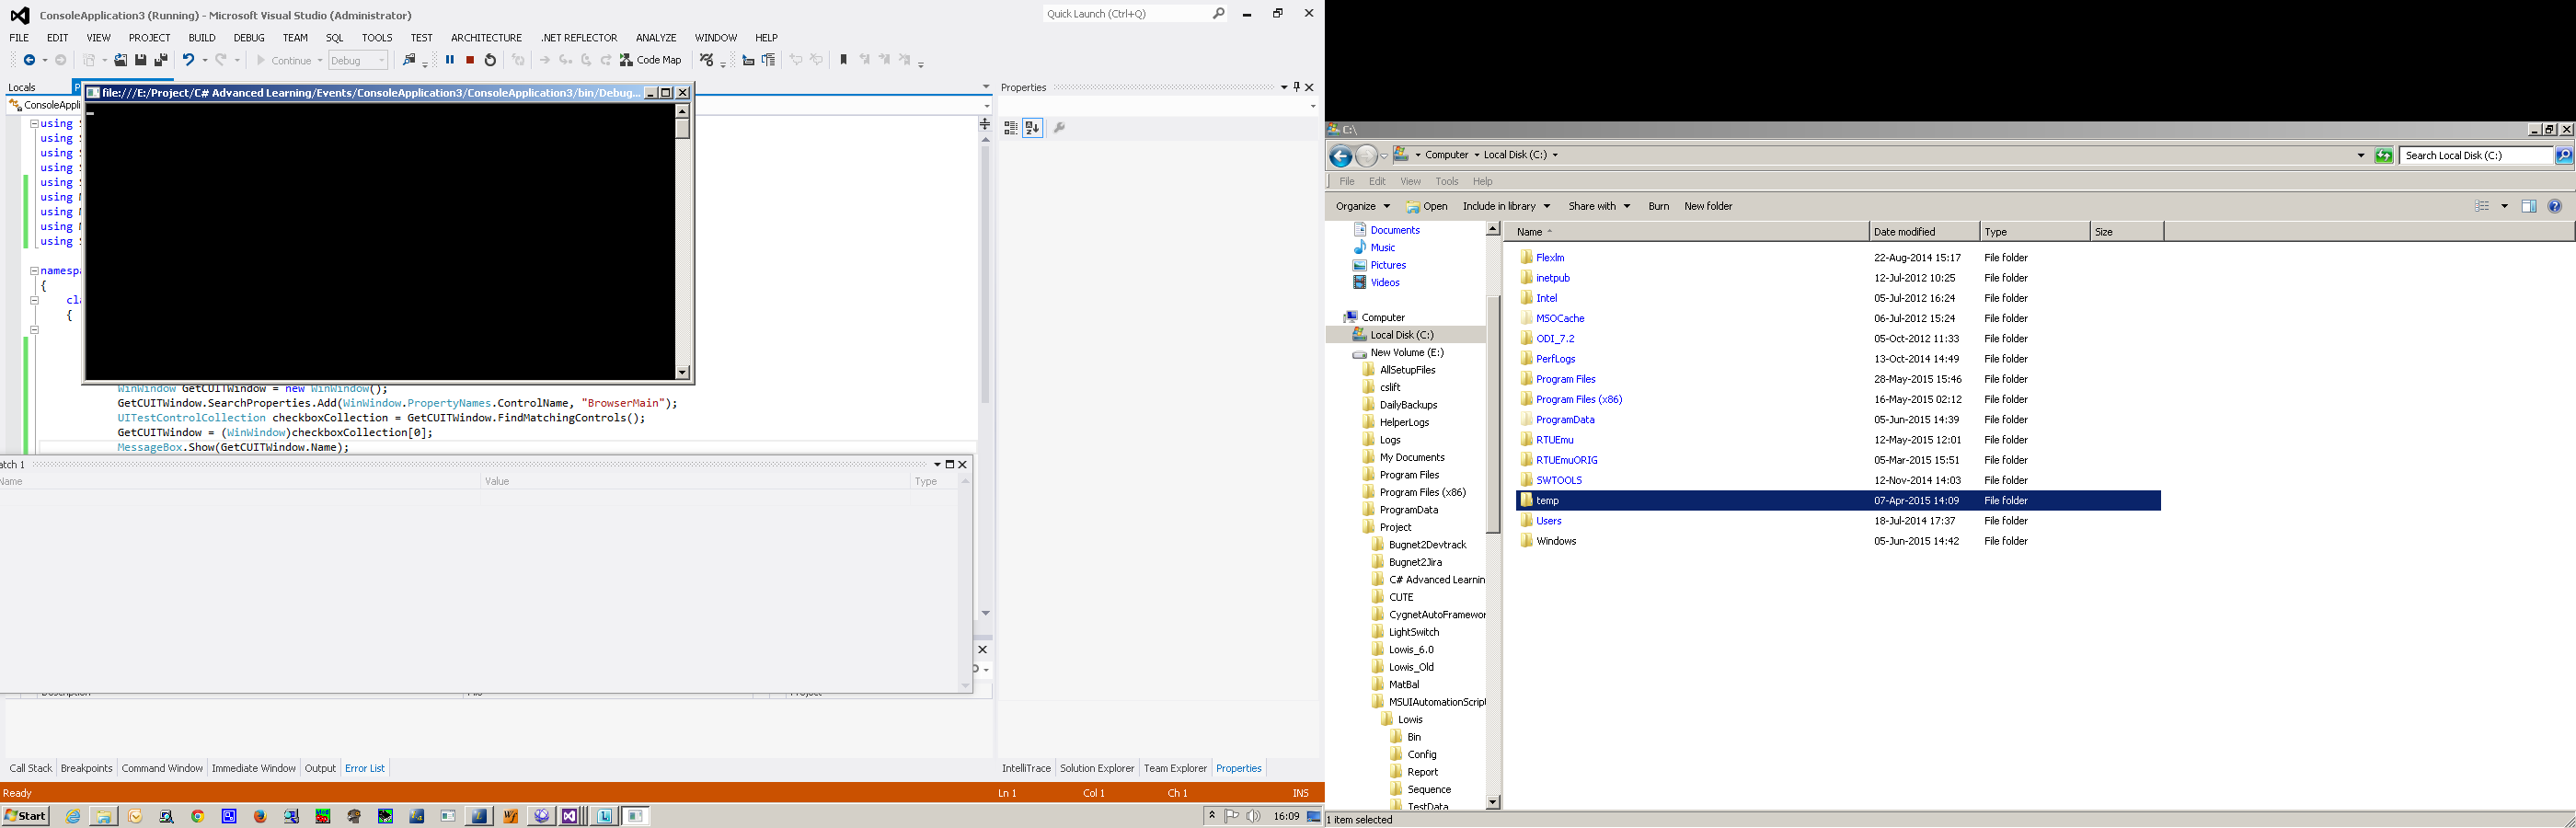 ConsoleApplication3 (Running) - Microsoft Visual Studio (Administrator)
Quick Launch (Ctrl+Q)
FILE EDIT VIEW PROJECT BUILD DEBUG TEAM SQL TOOLS TEST ARCHITECTURE .NET REFLECTOR ANALYZE WINDOW HELP
Continue Debug Code Map
Locals P
file:///E:/Project/C# Advanced Learning/Events/ConsoleApplication3/ConsoleApplication3/bin/Debug...
ConsoleAppli
using S
using S
using S
using S
using S
using M
using M
using M
using S
namespa
{
cla
{
WinWindow GetCUITWindow = new WinWindow();
GetCUITWindow.SearchProperties.Add(WinWindow.PropertyNames.ControlName, "BrowserMain");
UITestControlCollection checkboxCollection = GetCUITWindow.FindMatchingControls();
GetCUITWindow = (WinWindow)checkboxCollection[0];
MessageBox.Show(GetCUITWindow.Name);
atch 1
Name Value Type
Description File Project
Call Stack Breakpoints Command Window Immediate Window Output Error List
Properties
IntelliTrace Solution Explorer Team Explorer Properties
Ready Ln 1 Col 1 Ch 1 INS
Start 16:09
C:\
Computer Local Disk (C:)
Search Local Disk (C:)
File Edit View Tools Help
Organize Open Include in library Share with Burn New folder
Documents
Music
Pictures
Videos
Computer
Local Disk (C:)
New Volume (E:)
AllSetupFiles
cslift
DailyBackups
HelperLogs
Logs
My Documents
Program Files
Program Files (x86)
ProgramData
Project
Bugnet2Devtrack
Bugnet2Jira
C# Advanced Learnin
CUTE
CygnetAutoFramewor
LightSwitch
Lowis_6.0
Lowis_Old
MatBal
MSUIAutomationScript
Lowis
Bin
Config
Report
Sequence
TestData
Name Date modified Type Size
Flexlm 22-Aug-2014 15:17 File folder
inetpub 12-Jul-2012 10:25 File folder
Intel 05-Jul-2012 16:24 File folder
MSOCache 06-Jul-2012 15:24 File folder
ODI_7.2 05-Oct-2012 11:33 File folder
PerfLogs 13-Oct-2014 14:49 File folder
Program Files 28-May-2015 15:46 File folder
Program Files (x86) 16-May-2015 02:12 File folder
ProgramData 05-Jun-2015 14:39 File folder
RTUEmu 12-May-2015 12:01 File folder
RTUEmuORIG 05-Mar-2015 15:51 File folder
SWTOOLS 12-Nov-2014 14:03 File folder
temp 07-Apr-2015 14:09 File folder
Users 18-Jul-2014 17:37 File folder
Windows 05-Jun-2015 14:42 File folder
1 item selected